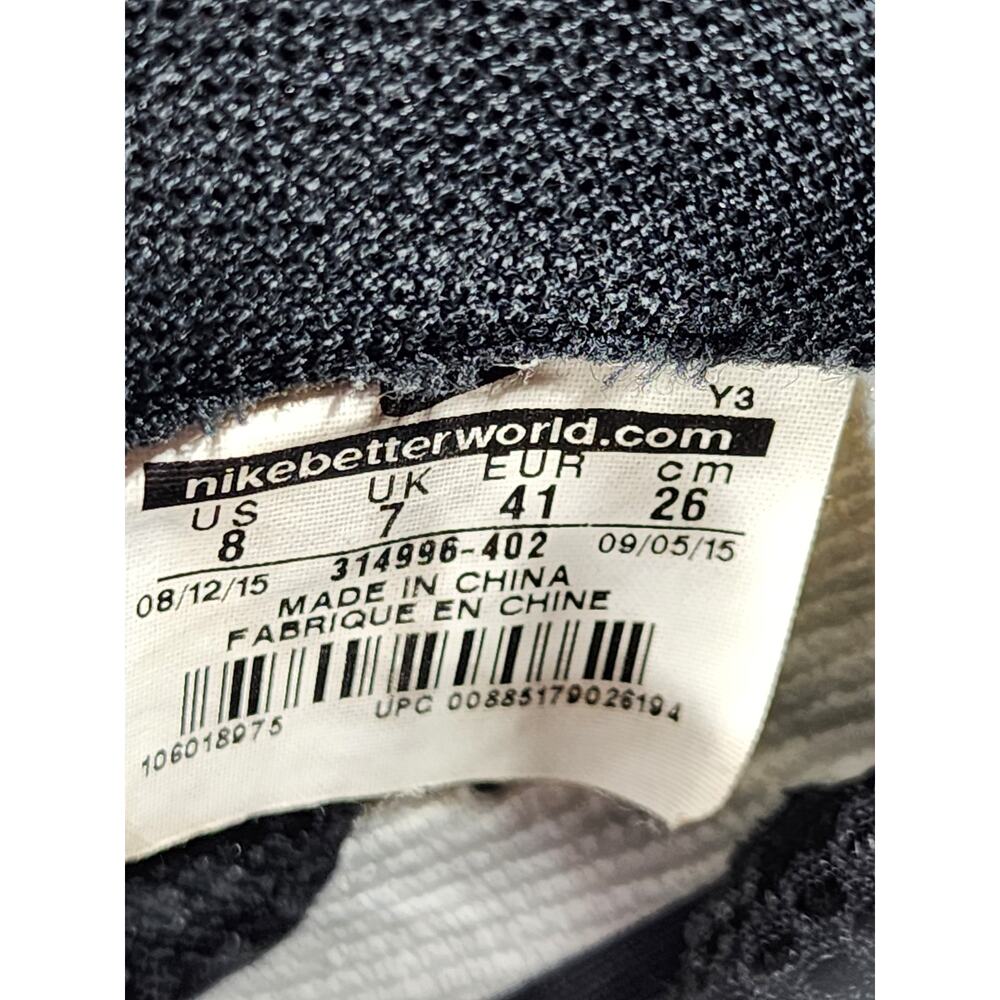 Y3
nikebetterworld.com
US UK EUR cm
8 7 41 26
08/12/15 314996-402 09/05/15
MADE IN CHINA
FABRIQUE EN CHINE
106018975 UPC 00885179026194